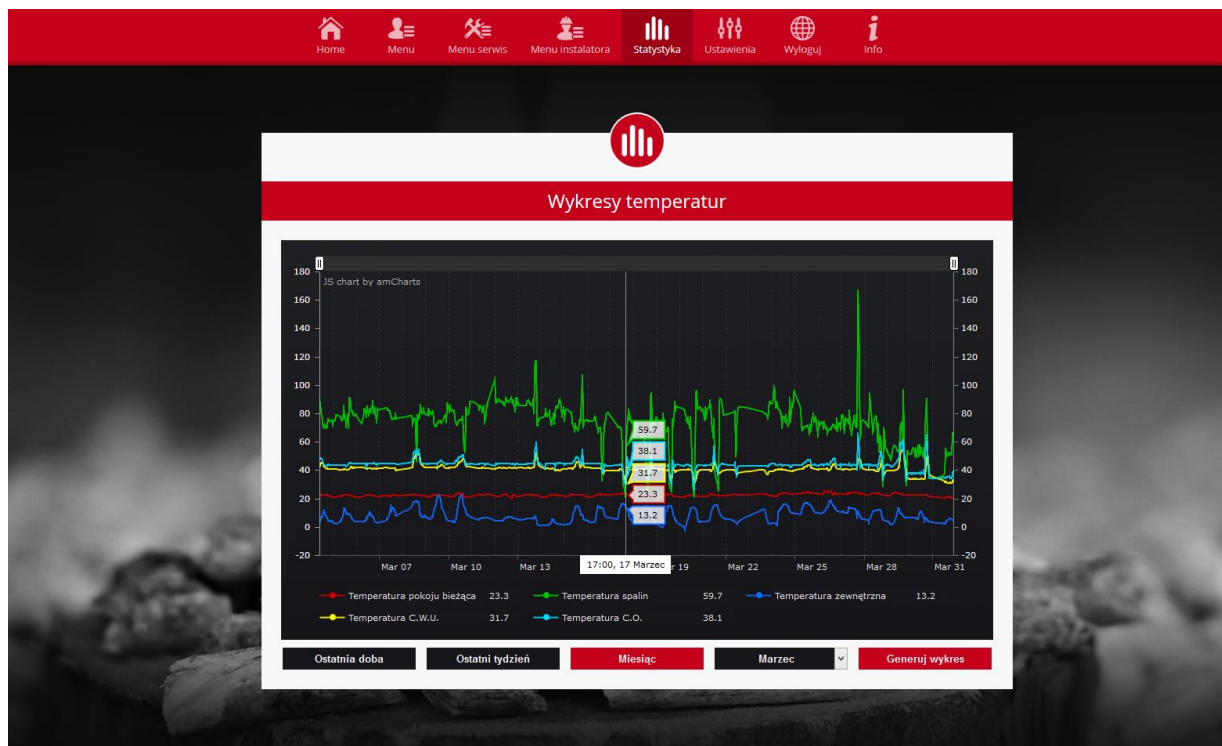 Home Menu Menu serwis Menu instalatora Statystyka Ustawienia Wyloguj Info
Wykresy temperatur
180 180
JS chart by amCharts
160 160
140 140
120 120
100 100
80 80
59.7
60 60
38.1
40 40
31.7
23.3
20 20
13.2
0 0
-20 -20
Mar 07 Mar 10 Mar 13 17:00, 17 Marzec r 19 Mar 22 Mar 25 Mar 28 Mar 31
Temperatura pokoju bieżąca 23.3 Temperatura spalin 59.7 Temperatura zewnętrzna 13.2
Temperatura C.W.U. 31.7 Temperatura C.O. 38.1
Ostatnia doba Ostatni tydzień Miesiąc Marzec Generuj wykres